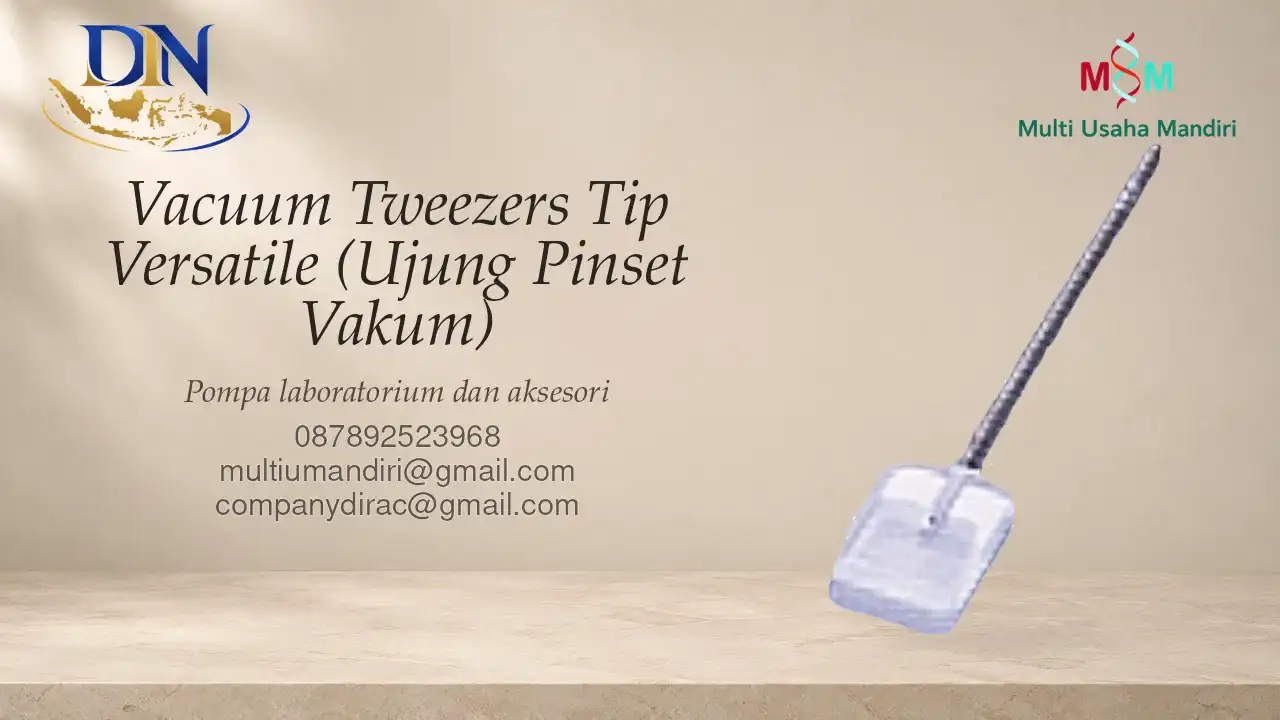 DIN
MSM
Multi Usaha Mandiri
Vacuum Tweezers Tip
Versatile (Ujung Pinset
Vakum)
Pompa laboratorium dan aksesori
087892523968
multiumandiri@gmail.com
companydirac@gmail.com